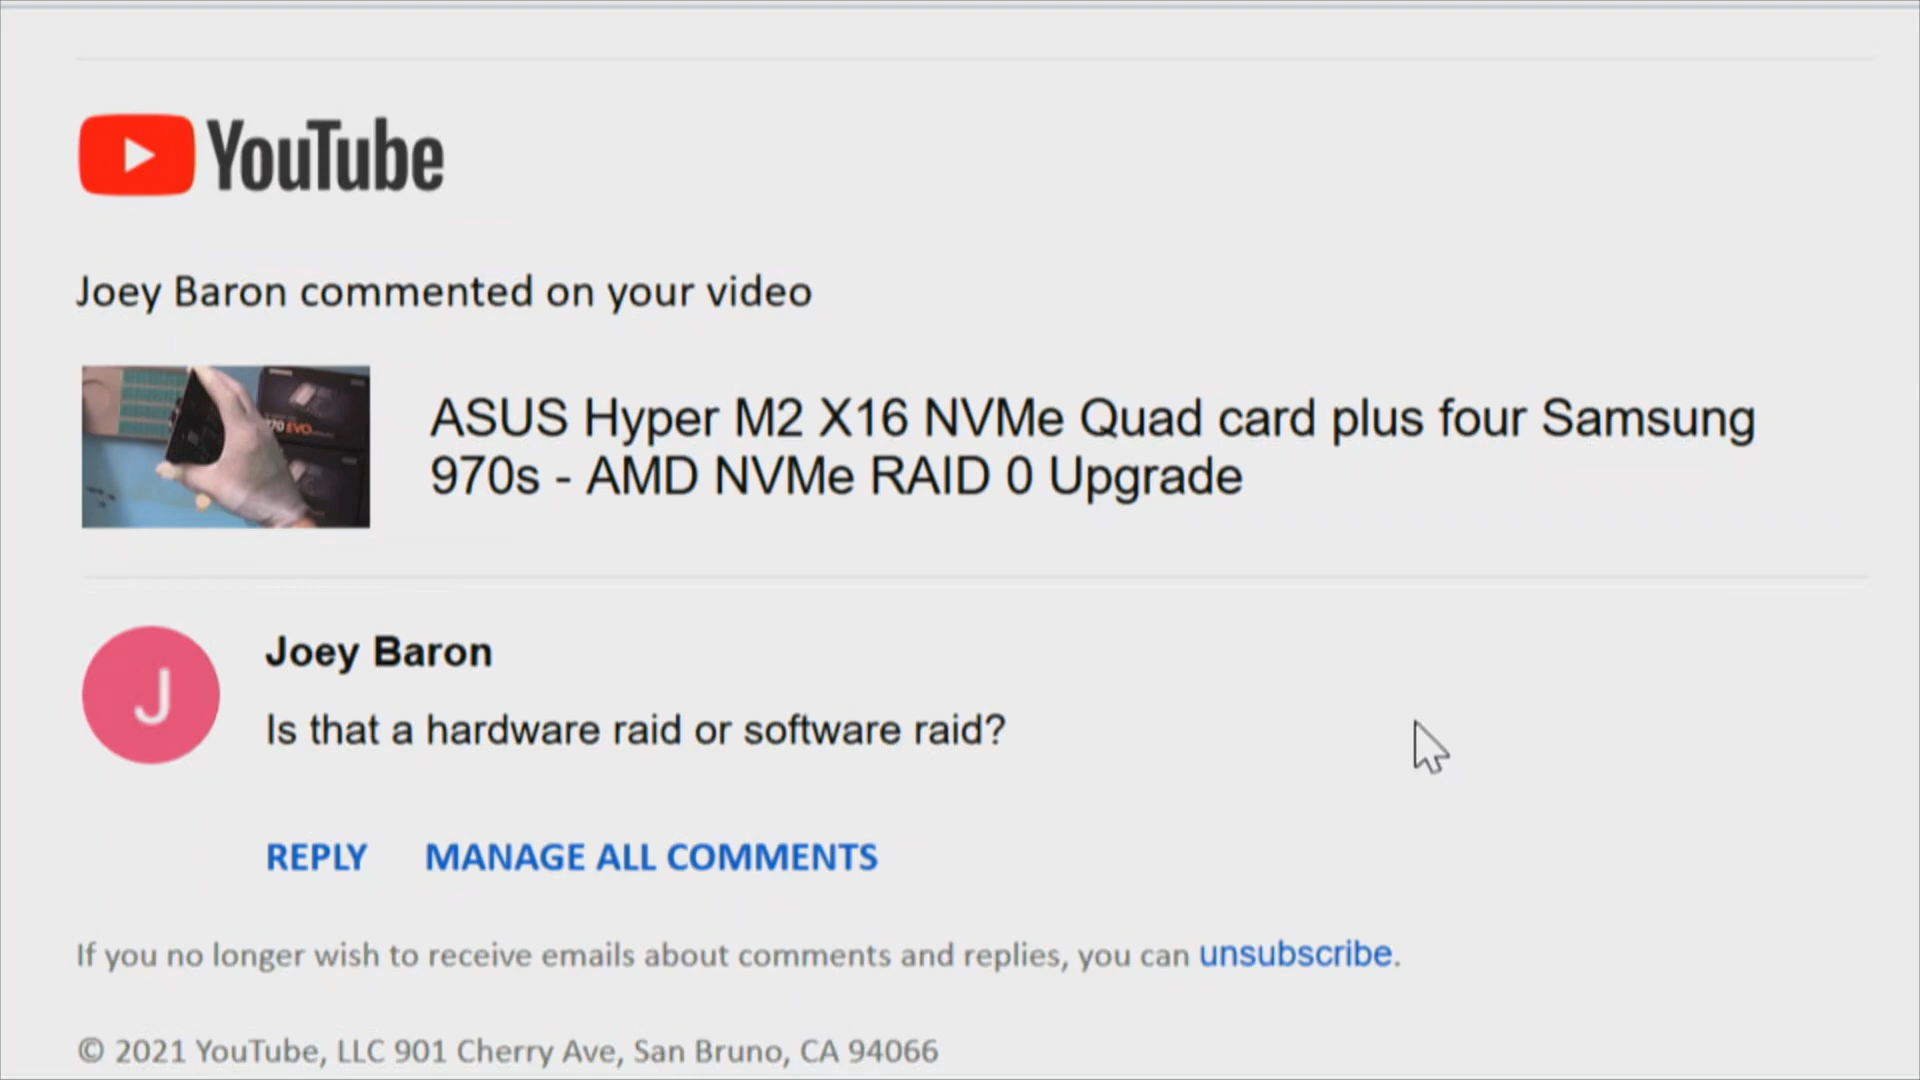 YouTube
Joey Baron commented on your video
ASUS Hyper M2 X16 NVMe Quad card plus four Samsung
970s - AMD NVMe RAID 0 Upgrade
J
Joey Baron
Is that a hardware raid or software raid?
REPLY MANAGE ALL COMMENTS
If you no longer wish to receive emails about comments and replies, you can unsubscribe.
© 2021 YouTube, LLC 901 Cherry Ave, San Bruno, CA 94066